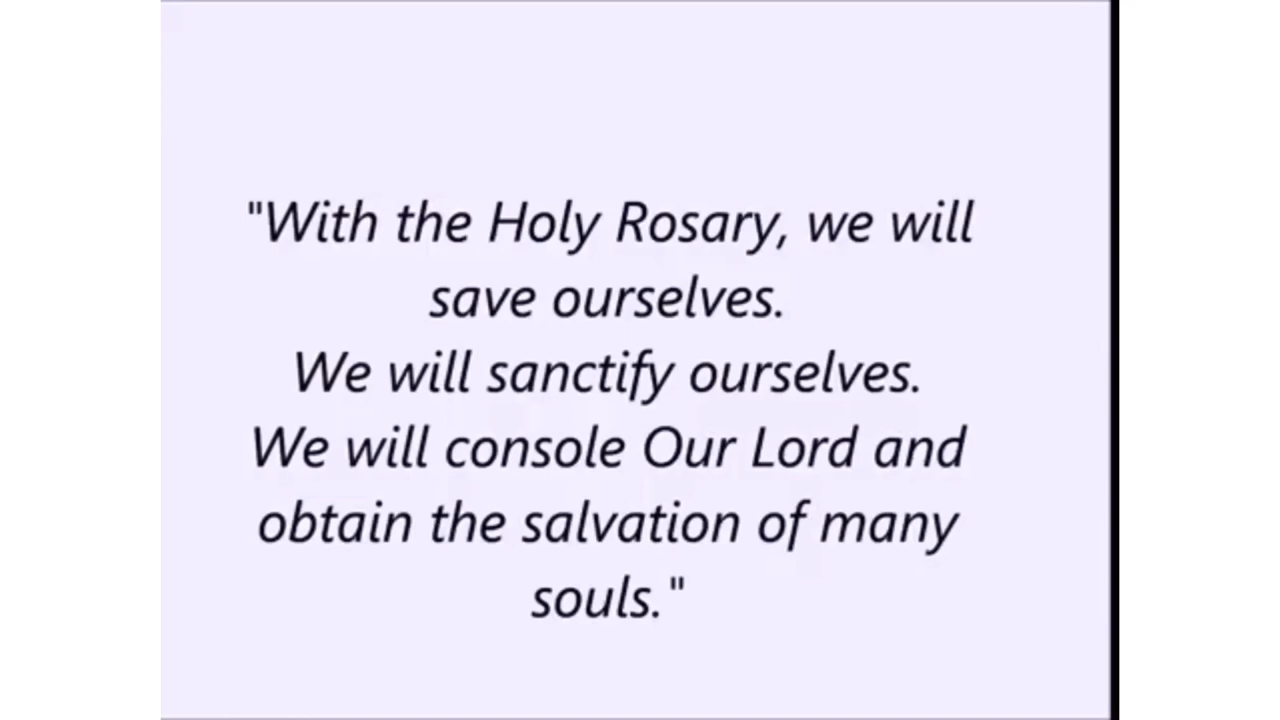 "With the Holy Rosary, we will
save ourselves.
We will sanctify ourselves.
We will console Our Lord and
obtain the salvation of many
souls."